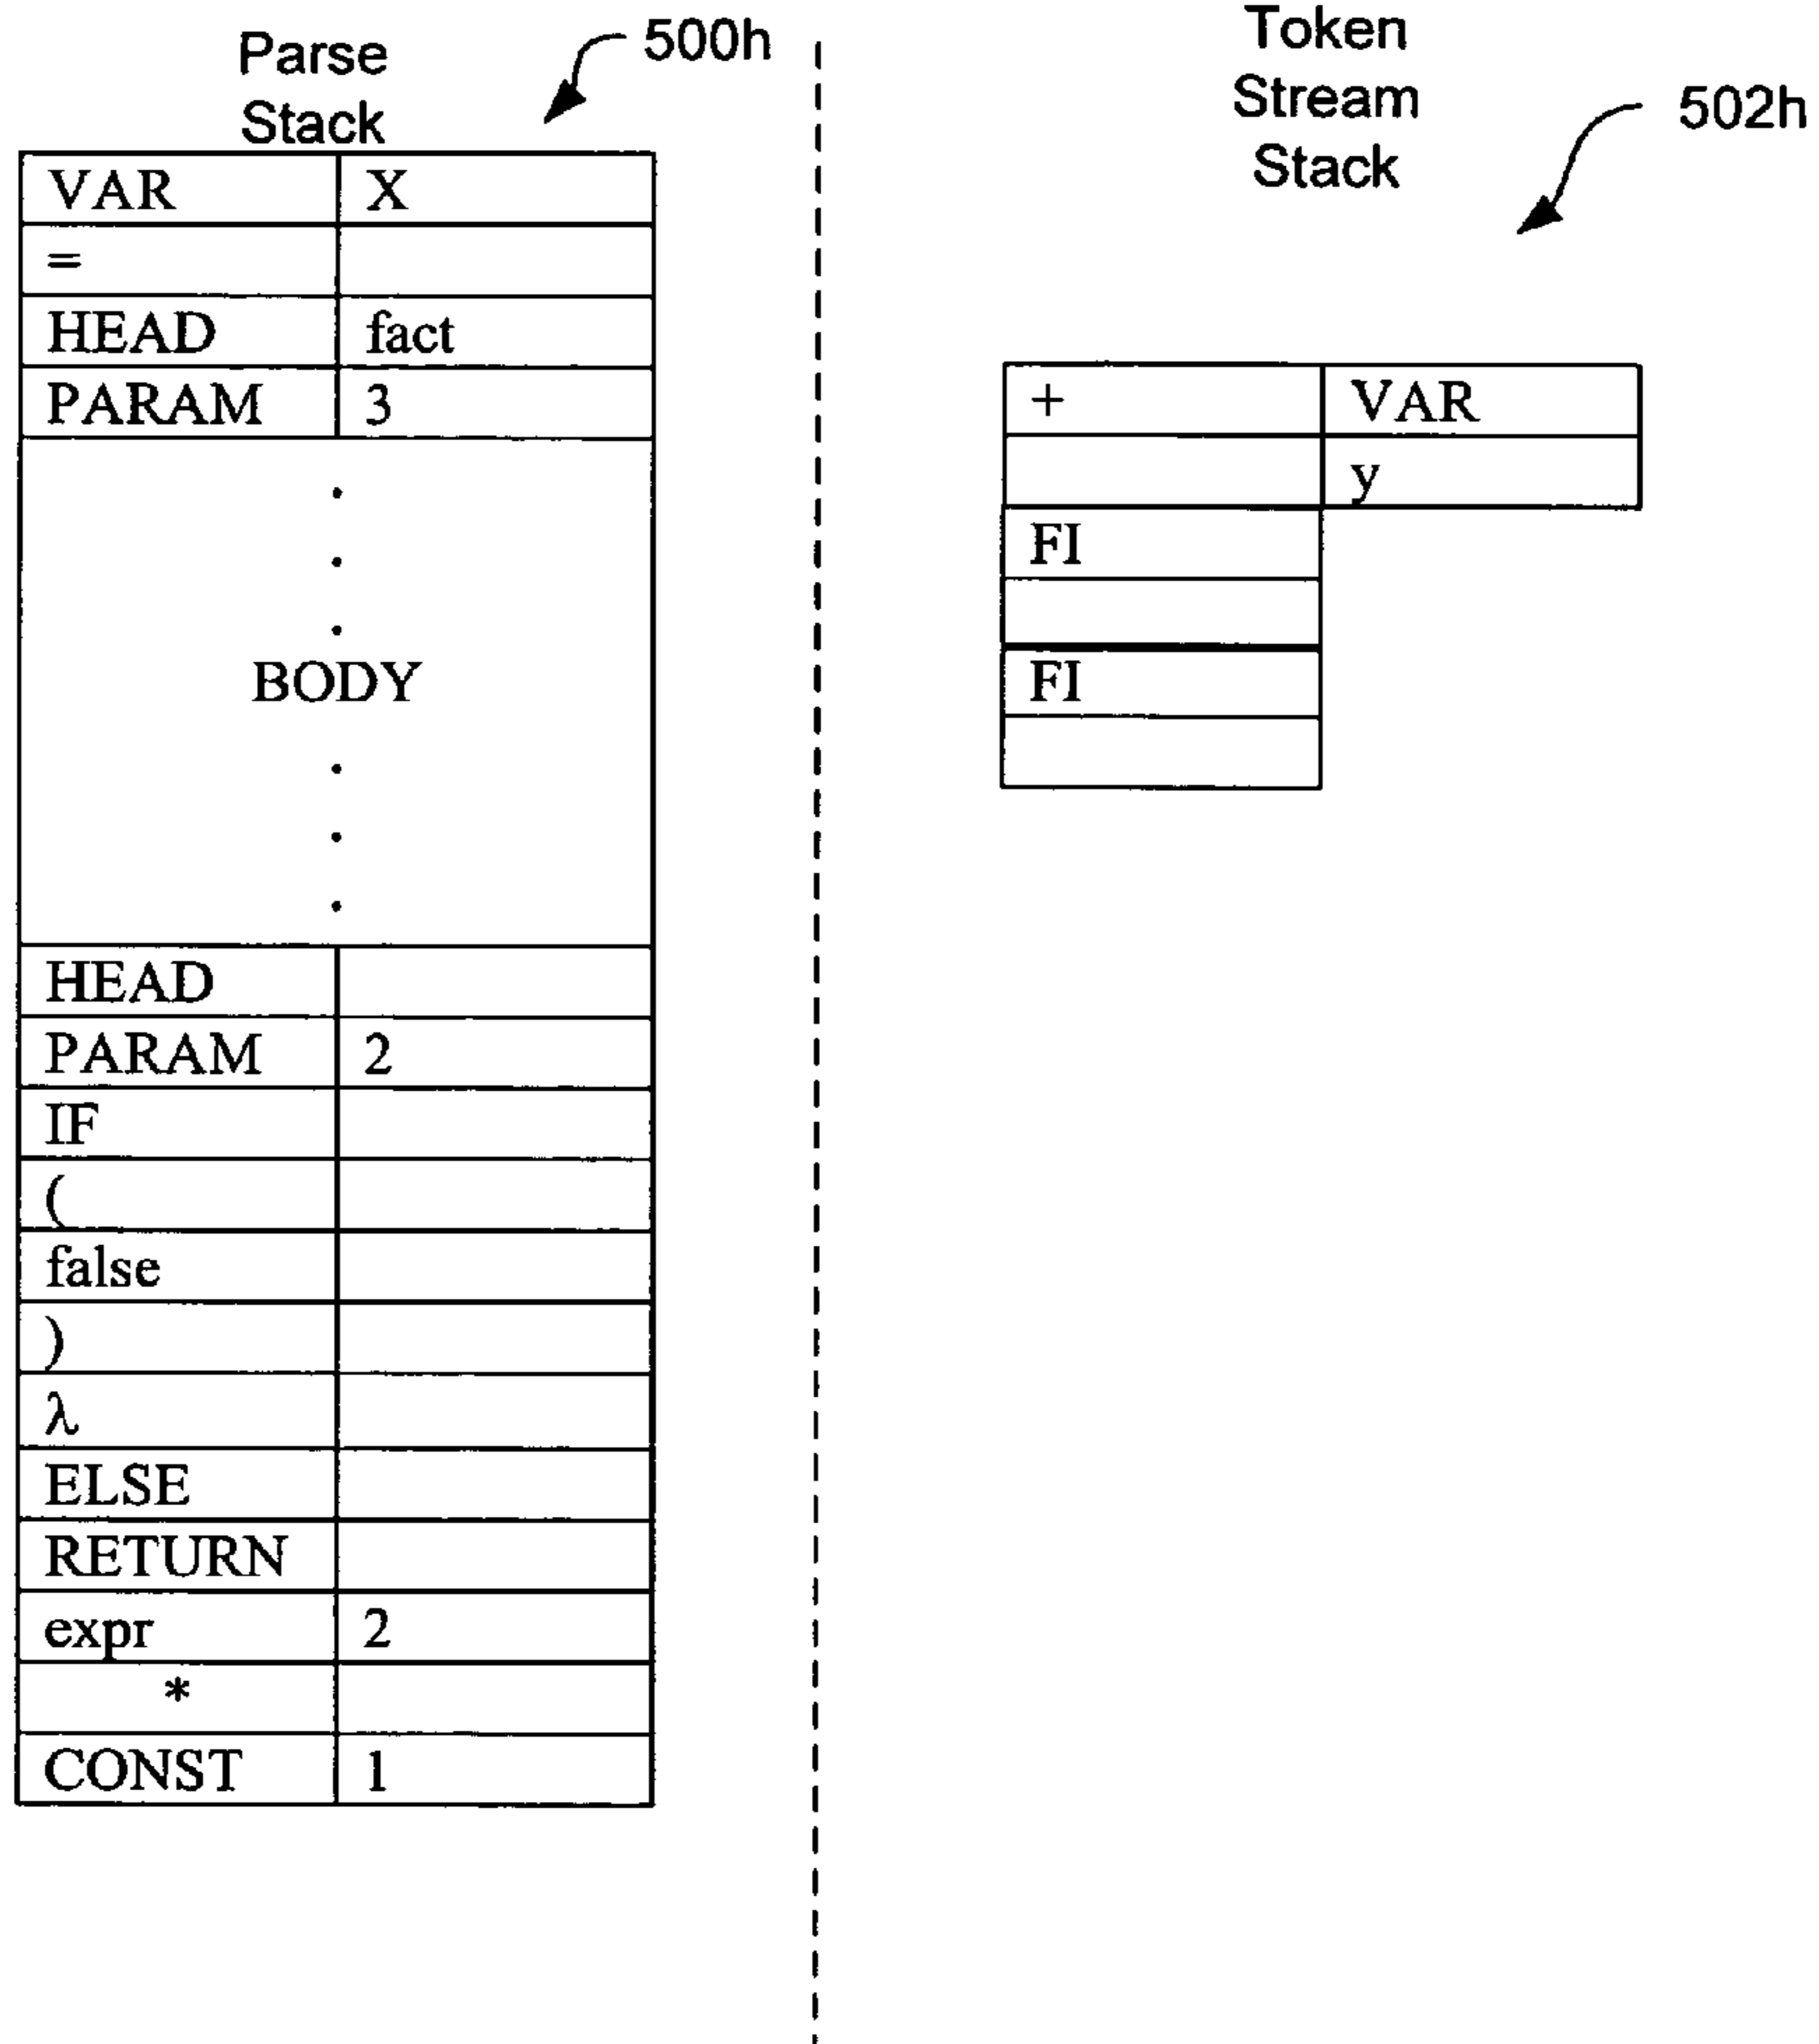 Parse
Stack
500h
VAR X
=
HEAD fact
PARAM 3
.
.
.
BODY
.
.
.
HEAD
PARAM 2
IF
(
false
)
λ
ELSE
RETURN
expr 2
*
CONST 1
Token
Stream
Stack
502h
+ VAR
y
FI
FI